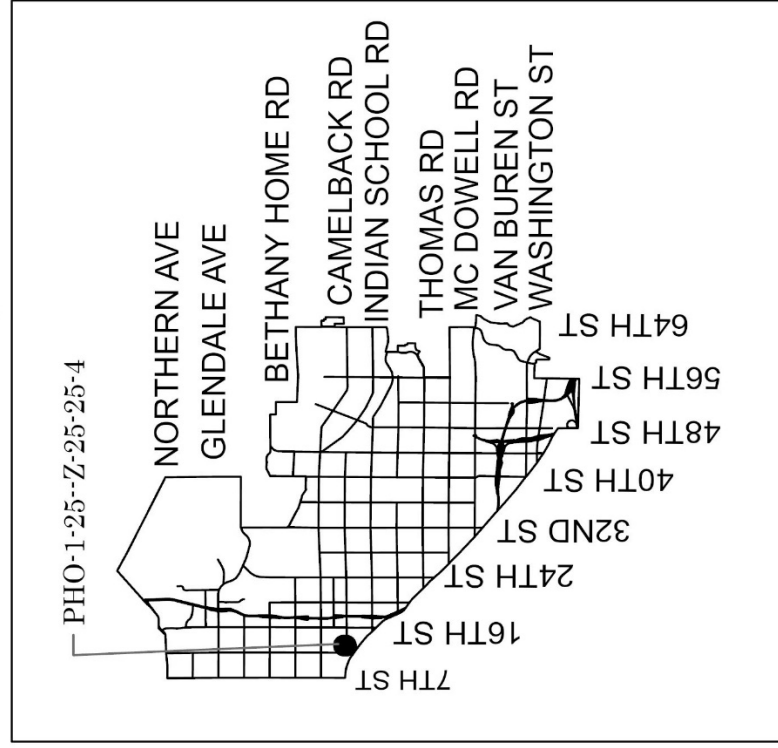 PHO-1-25--Z-25-25-4
NORTHERN AVE
GLENDALE AVE
BETHANY HOME RD
CAMELBACK RD
INDIAN SCHOOL RD
THOMAS RD
MC DOWELL RD
VAN BUREN ST
WASHINGTON ST
7TH ST
16TH ST
24TH ST
32ND ST
40TH ST
48TH ST
56TH ST
64TH ST